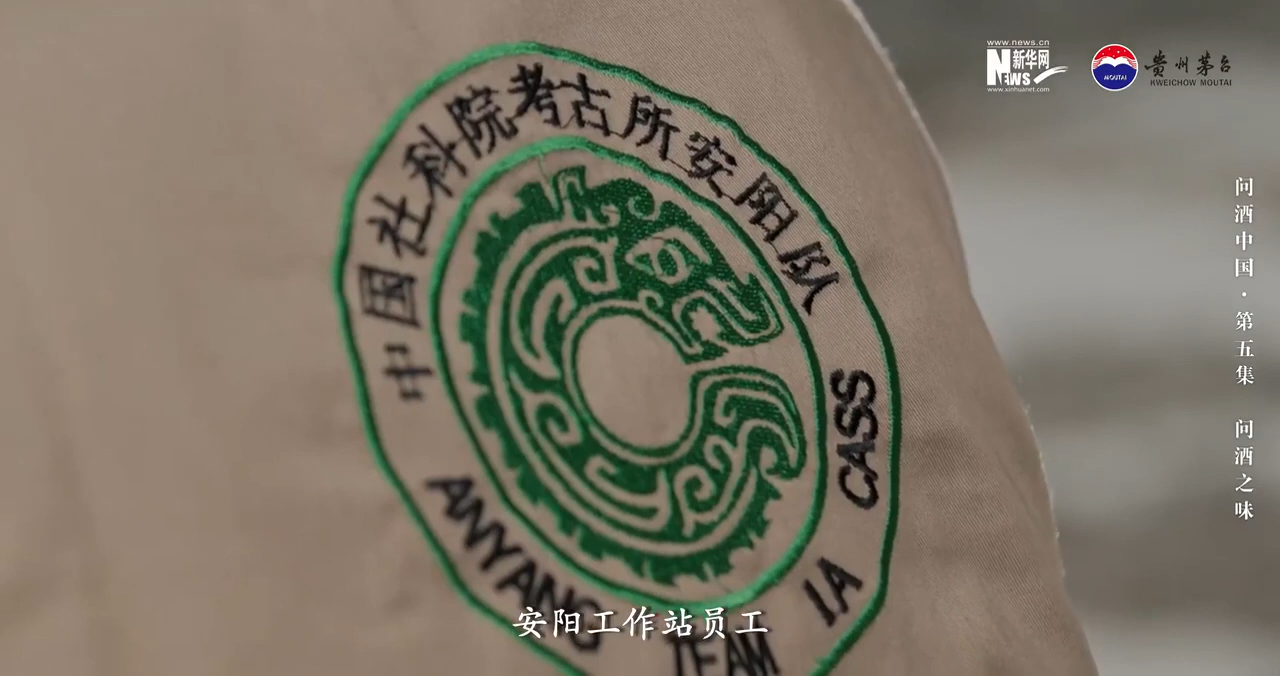 www.news.cn
新华网
NEWS
www.xinhuanet.com
MOUTAI
贵州茅台
KWEICHOW MOUTAI
问酒中国·第五集 问酒之味
中国社科院考古所安阳队
ANYANG TEAM IA CASS
安阳工作站员工